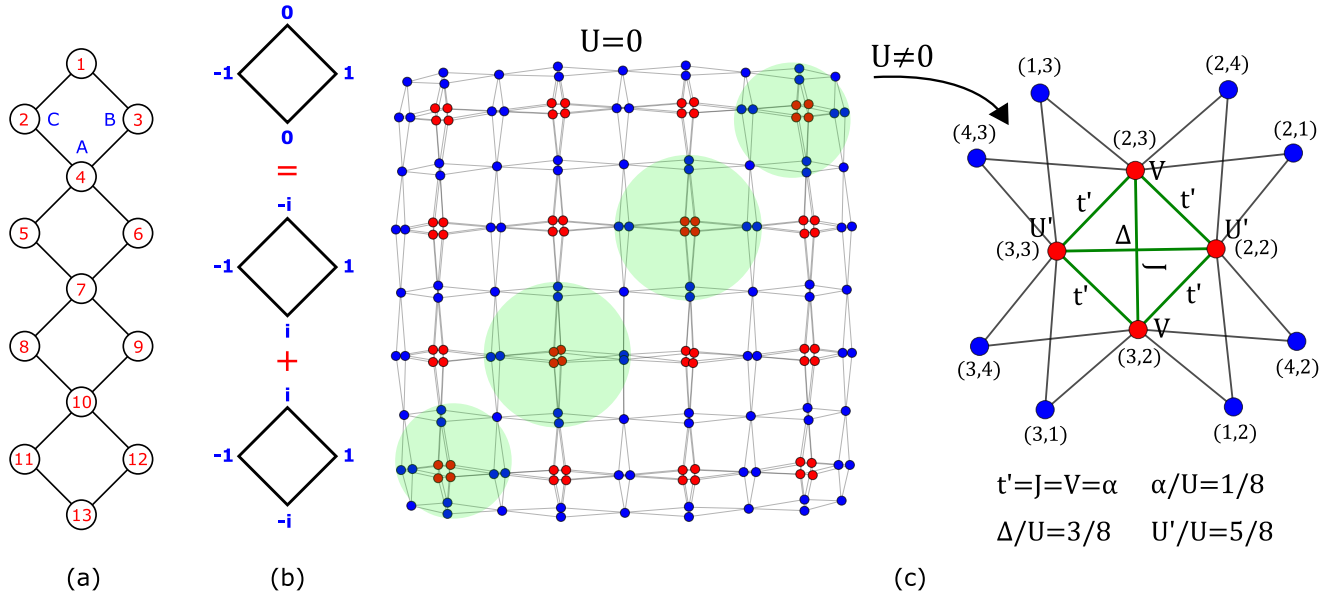 1
2
C
B
3
A
4
5
6
7
8
9
10
11
12
13
(a)
0
-1
1
0
=
-i
-1
1
i
+
i
-1
1
-i
(b)
U=0
U≠0
(1,3)
(2,4)
(4,3)
(2,3)
(2,1)
V
t'
t'
U'
Δ
U'
(3,3)
(2,2)
J
t'
t'
V
(3,4)
(3,2)
(4,2)
(3,1)
(1,2)
t'=J=V=α
α/U=1/8
Δ/U=3/8
U'/U=5/8
(c)